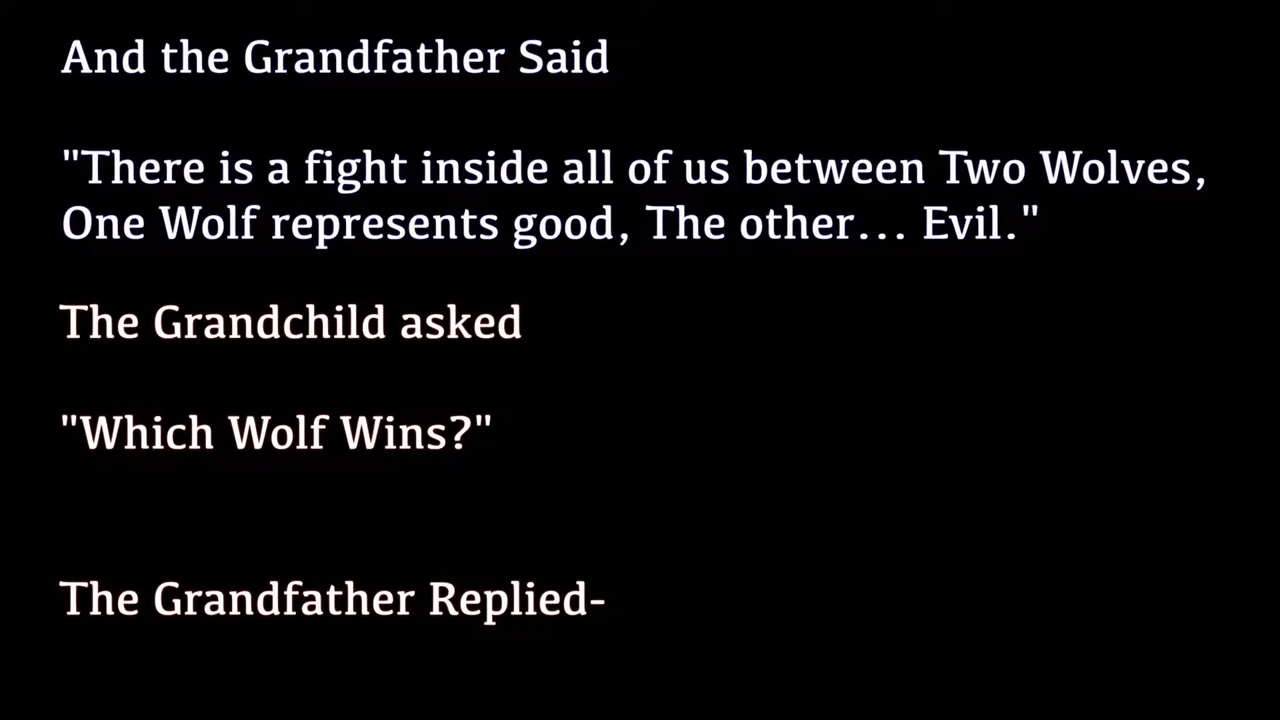 And the Grandfather Said
"There is a fight inside all of us between Two Wolves,
One Wolf represents good, The other... Evil."
The Grandchild asked
"Which Wolf Wins?"
The Grandfather Replied-